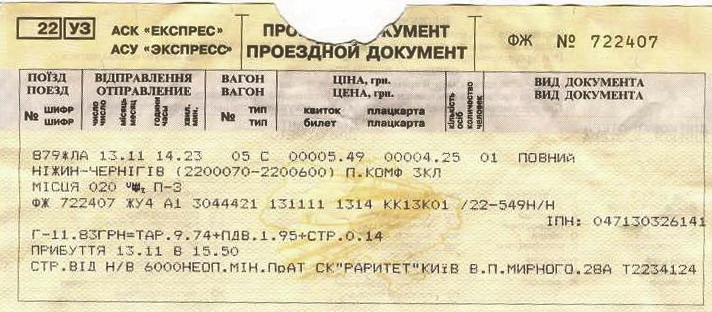 22 УЗ
АСК «ЕКСПРЕС»
АСУ «ЭКСПРЕСС»
ПРО КУМЕНТ
ПРОЕЗДНОЙ ДОКУМЕНТ
ФЖ № 722407
ПОЇЗД ВІДПРАВЛЕННЯ ВАГОН ЦІНА, грн. ВИД ДОКУМЕНТА
ПОЕЗД ОТПРАВЛЕНИЕ ВАГОН ЦЕНА, грн. ВИД ДОКУМЕНТА
№ шифр число місяць години хвил. № тип квиток плацкарта кількість осіб
шифр число месяц часы мин. тип билет плацкарта количество человек
879ЖЛА 13.11 14.23 05 С 00005.49 00004.25 01 ПОВНИЙ
НІЖИН-ЧЕРНІГІВ (2200070-2200600) П.КОМФ 3КЛ
МІСЦЯ 020 П-З
ФЖ 722407 ЖУ4 А1 3044421 131111 1314 КК13К01 /22-549Н/Н
ІПН: 047130326141
Г-11.83ГРН=ТАР.9.74+ПДВ.1.95+СТР.0.14
ПРИБУТТЯ 13.11 В 15.50
СТР.ВІД Н/В 6000НЕОП.МІН.ПрАТ СК"РАРИТЕТ"КИЇВ В.П.МИРНОГО.28А Т2234124